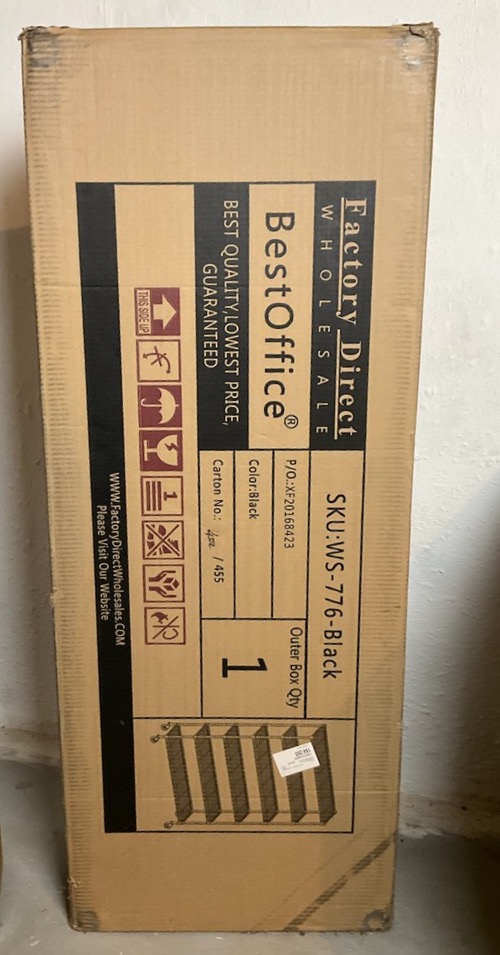 Factory Direct
WHOLESALE
BestOffice®
BEST QUALITY,LOWEST PRICE,
GUARANTEED
SKU:WS-776-Black
P/O.:XF20168423
Color:Black
Carton No.: / 455
Outer Box Qty
1
THIS SIDE UP
1
WWW.FactoryDirectWholesales.COM
Please Visit Our Website